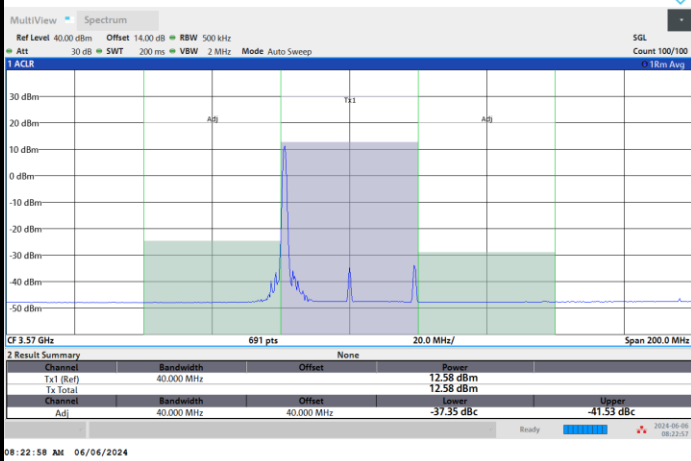 MultiView Spectrum
Ref Level 40.00 dBm Offset 14.00 dB RBW 500 kHz SGL
Att 30 dB SWT 200 ms VBW 2 MHz Mode Auto Sweep Count 100/100
1 ACLR 1Rm Avg
30 dBm
Tx1
20 dBm
Adj Adj
10 dBm
0 dBm
-10 dBm
-20 dBm
-30 dBm
-40 dBm
-50 dBm
CF 3.57 GHz 691 pts 20.0 MHz/ Span 200.0 MHz
2 Result Summary None
Channel Bandwidth Offset Power
Tx1 (Ref) 40.000 MHz 12.58 dBm
Tx Total 12.58 dBm
Channel Bandwidth Offset Lower Upper
Adj 40.000 MHz 40.000 MHz -37.35 dBc -41.53 dBc
Ready 2024-06-06
08:22:57
08:22:58 AM 06/06/2024